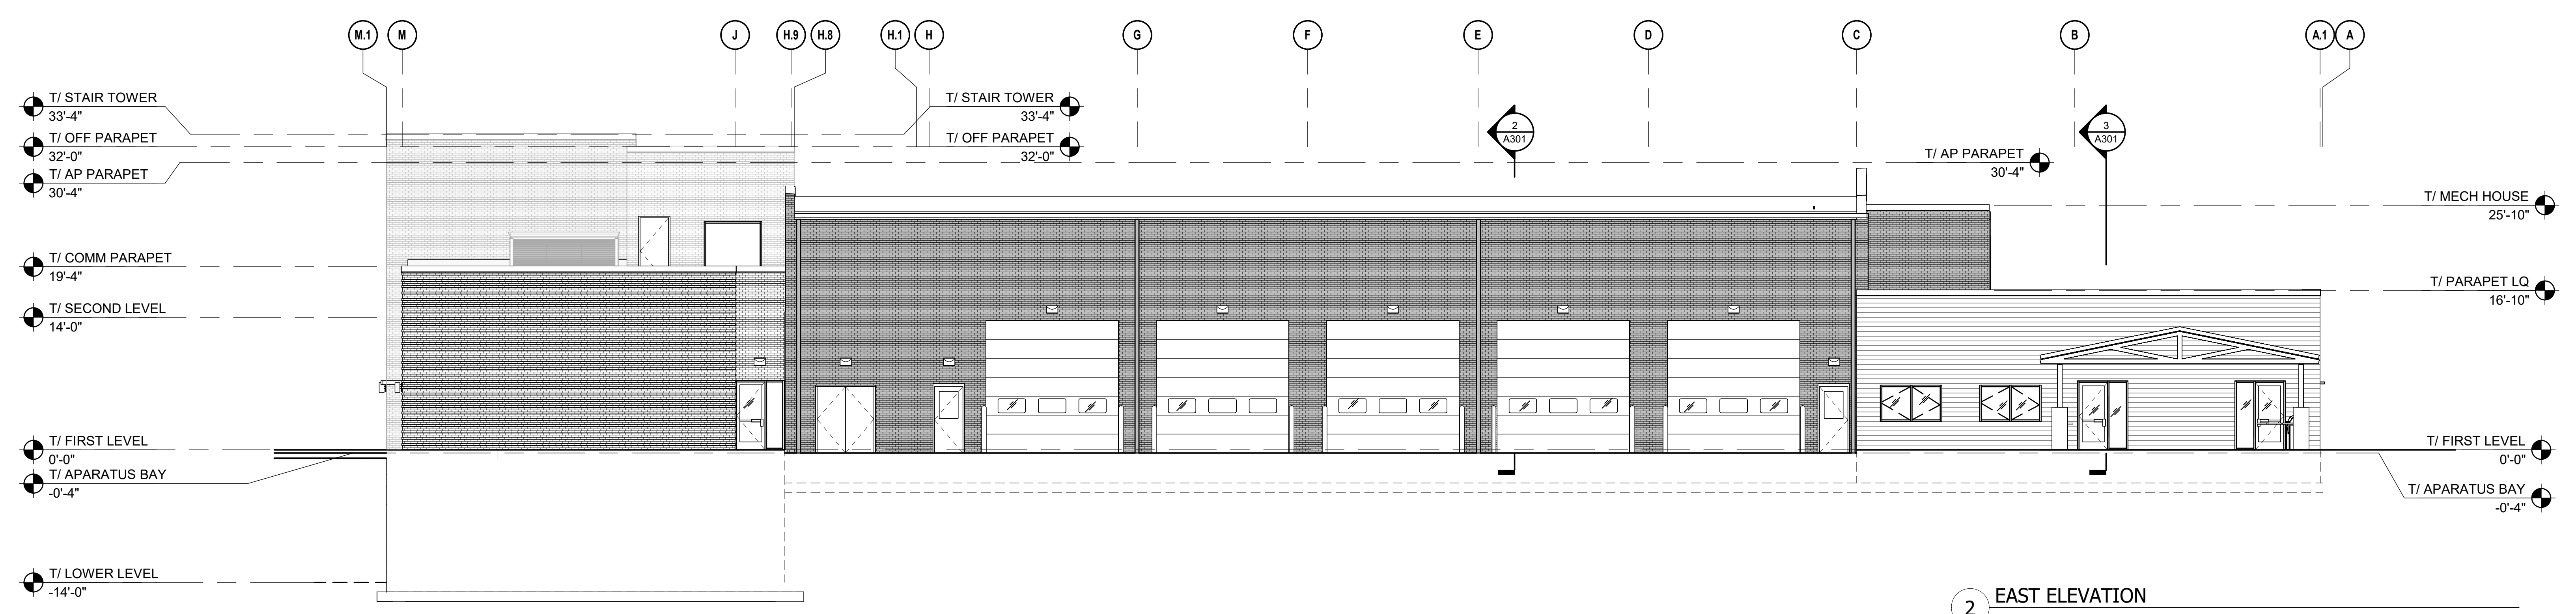 M.1 M J H.9 H.8 H.1 H G F E D C B A.1 A
T/ STAIR TOWER
33'-4"
T/ OFF PARAPET
32'-0"
T/ AP PARAPET
30'-4"
T/ COMM PARAPET
19'-4"
T/ SECOND LEVEL
14'-0"
T/ FIRST LEVEL
0'-0"
T/ APARATUS BAY
-0'-4"
T/ LOWER LEVEL
-14'-0"
T/ STAIR TOWER
33'-4"
T/ OFF PARAPET
32'-0"
2
A301
3
A301
T/ AP PARAPET
30'-4"
T/ MECH HOUSE
25'-10"
T/ PARAPET LQ
16'-10"
T/ FIRST LEVEL
0'-0"
T/ APARATUS BAY
-0'-4"
2 EAST ELEVATION